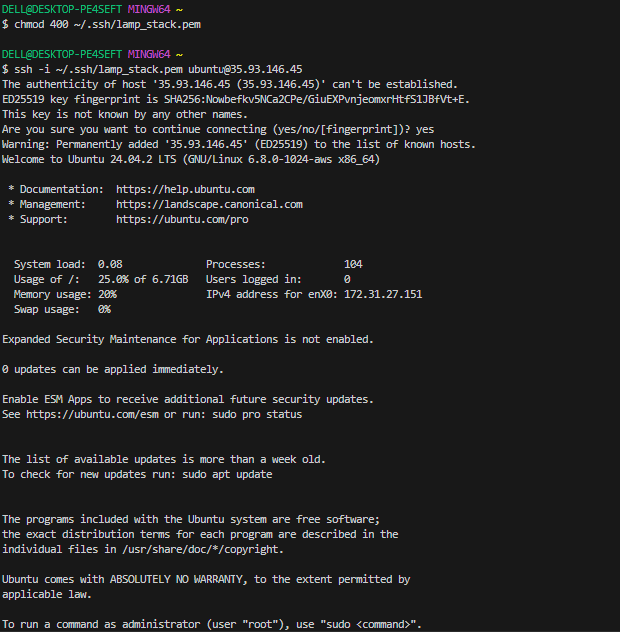 DELL@DESKTOP-PE4SEFT MINGW64 ~
$ chmod 400 ~/.ssh/lamp_stack.pem
DELL@DESKTOP-PE4SEFT MINGW64 ~
$ ssh -i ~/.ssh/lamp_stack.pem ubuntu@35.93.146.45
The authenticity of host '35.93.146.45 (35.93.146.45)' can't be established.
ED25519 key fingerprint is SHA256:Nowbefkv5NCa2CPe/GiuEXPvnjeomxrHtfS1JBfVt+E.
This key is not known by any other names.
Are you sure you want to continue connecting (yes/no/[fingerprint])? yes
Warning: Permanently added '35.93.146.45' (ED25519) to the list of known hosts.
Welcome to Ubuntu 24.04.2 LTS (GNU/Linux 6.8.0-1024-aws x86_64)
* Documentation:  https://help.ubuntu.com
* Management:     https://landscape.canonical.com
* Support:        https://ubuntu.com/pro
System load:  0.08              Processes:             104
Usage of /:   25.0% of 6.71GB   Users logged in:       0
Memory usage: 20%               IPv4 address for enX0: 172.31.27.151
Swap usage:   0%
Expanded Security Maintenance for Applications is not enabled.
0 updates can be applied immediately.
Enable ESM Apps to receive additional future security updates.
See https://ubuntu.com/esm or run: sudo pro status
The list of available updates is more than a week old.
To check for new updates run: sudo apt update
The programs included with the Ubuntu system are free software;
the exact distribution terms for each program are described in the
individual files in /usr/share/doc/*/copyright.
Ubuntu comes with ABSOLUTELY NO WARRANTY, to the extent permitted by
applicable law.
To run a command as administrator (user "root"), use "sudo <command>".